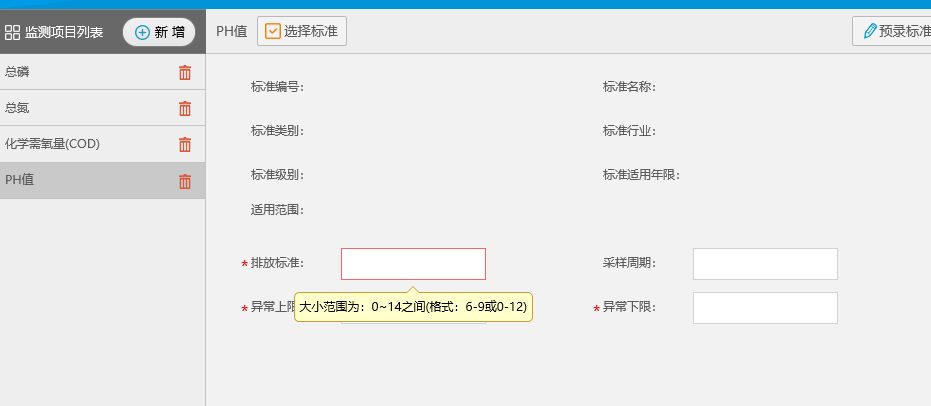 监测项目列表
新 增
PH值
选择标准
预录标准
总磷
总氮
化学需氧量(COD)
PH值
标准编号：
标准名称：
标准类别：
标准行业：
标准级别：
标准适用年限：
适用范围：
* 排放标准：
采样周期：
* 异常上限
大小范围为：0~14之间(格式：6-9或0-12)
* 异常下限：